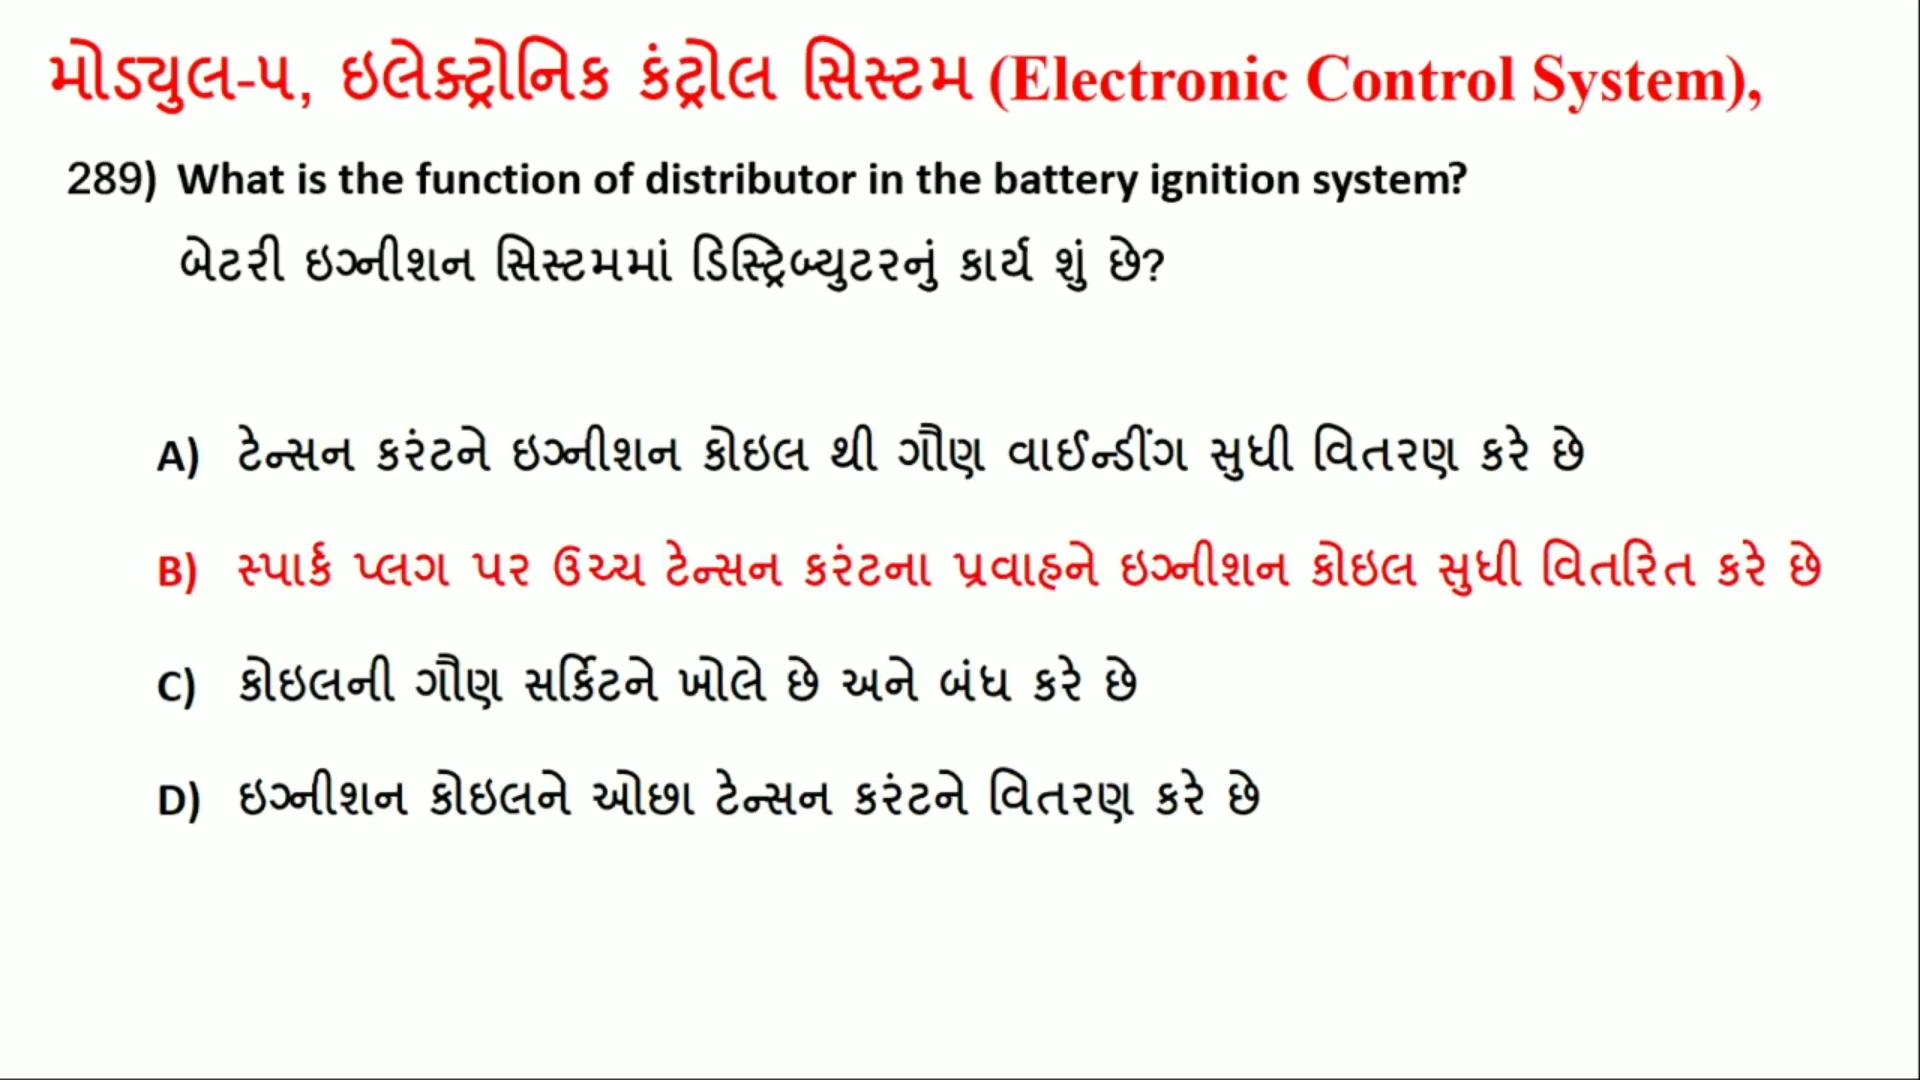 મોડ્યુલ-૫, ઇલેક્ટ્રોનિક કંટ્રોલ સિસ્ટમ (Electronic Control System),
289) What is the function of distributor in the battery ignition system?
બેટરી ઇગ્નીશન સિસ્ટમમાં ડિસ્ટ્રિબ્યુટરનું કાર્ય શું છે?
A) ટેન્સન કરંટને ઇગ્નીશન કોઇલ થી ગૌણ વાઈન્ડીંગ સુધી વિતરણ કરે છે
B) સ્પાર્ક પ્લગ પર ઉચ્ચ ટેન્સન કરંટના પ્રવાહને ઇગ્નીશન કોઇલ સુધી વિતરિત કરે છે
C) કોઇલની ગૌણ સર્કિટને ખોલે છે અને બંધ કરે છે
D) ઇગ્નીશન કોઇલને ઓછા ટેન્સન કરંટને વિતરણ કરે છે